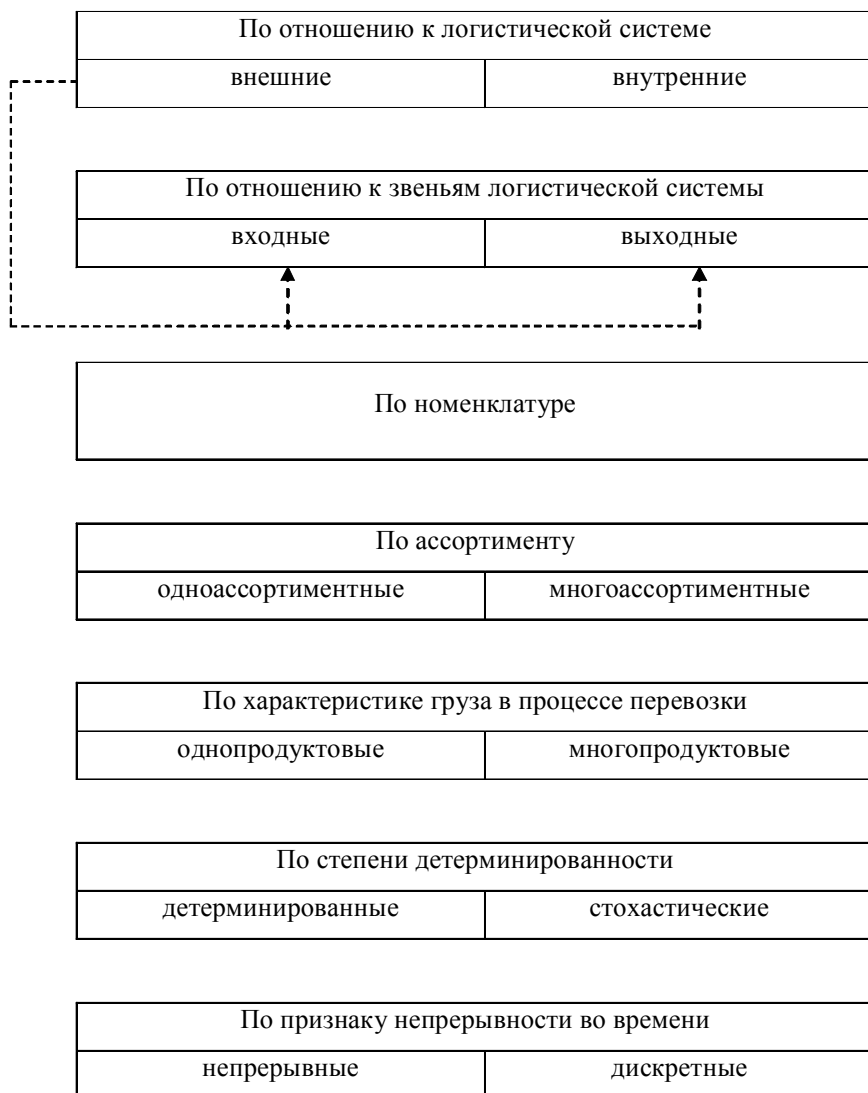 По отношению к логистической системе
внешние внутренние
По отношению к звеньям логистической системы
входные выходные
По номенклатуре
По ассортименту
одноассортиментные многоассортиментные
По характеристике груза в процессе перевозки
однопродуктовые многопродуктовые
По степени детерминированности
детерминированные стохастические
По признаку непрерывности во времени
непрерывные дискретные